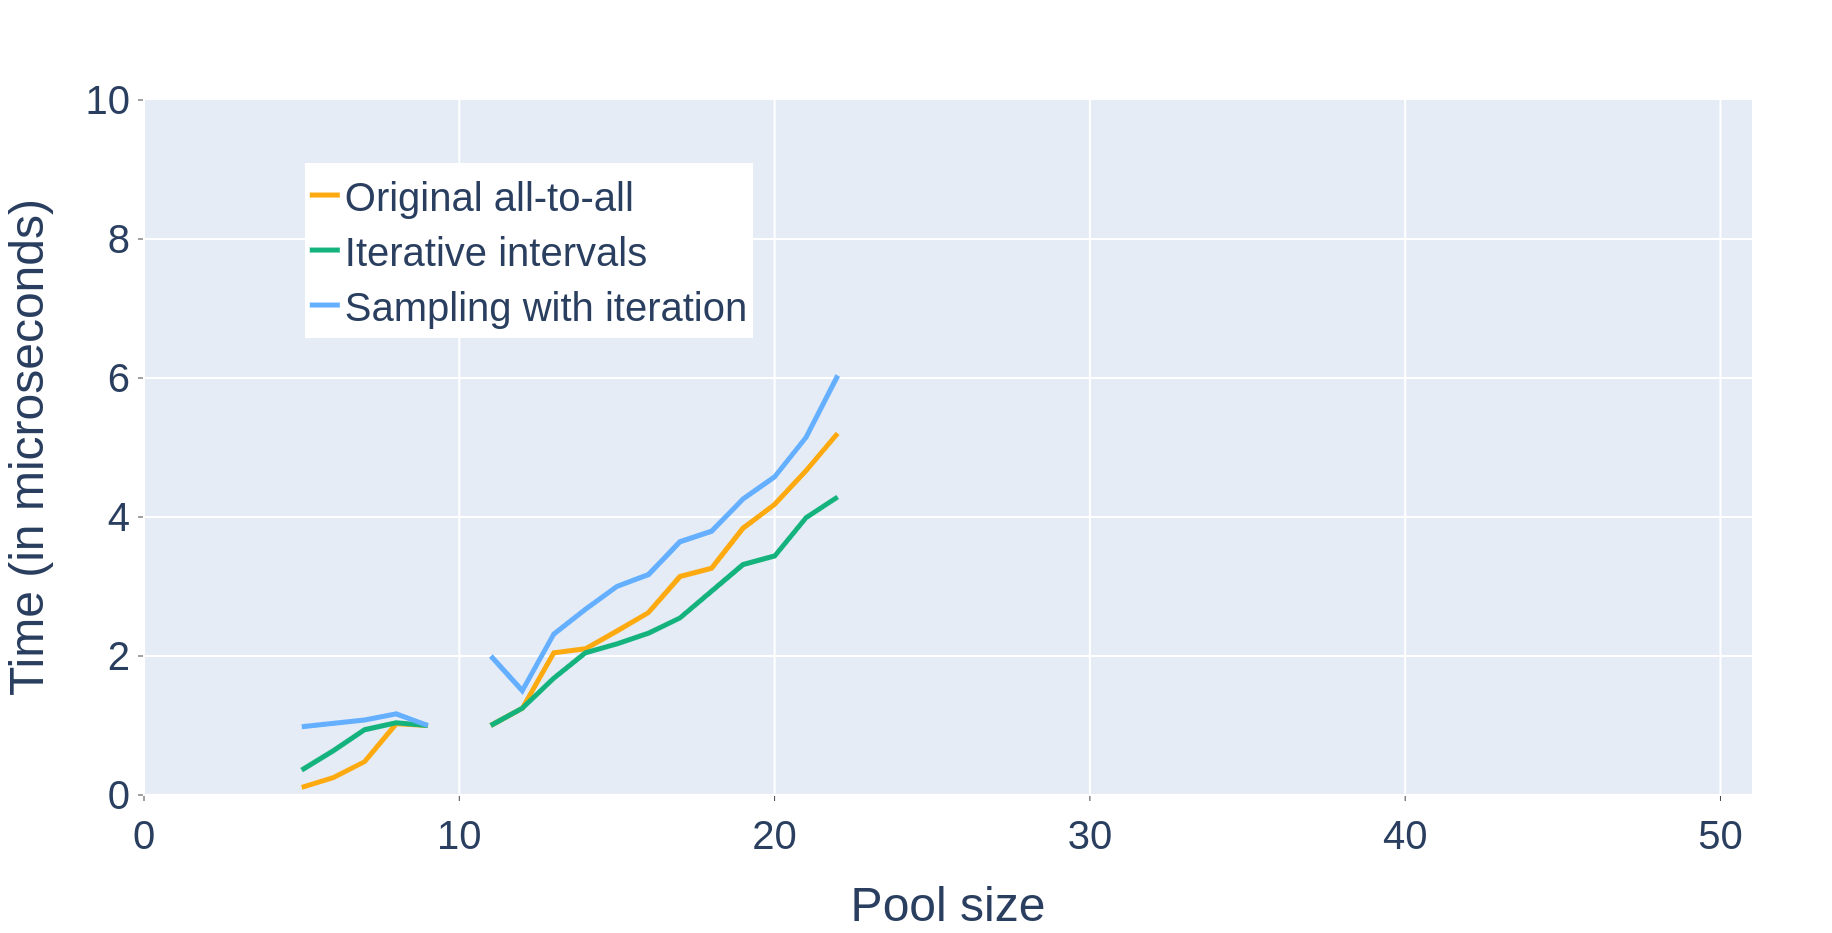 10
8
6
4
2
0
Time (in microseconds)
Original all-to-all
Iterative intervals
Sampling with iteration
0 10 20 30 40 50
Pool size